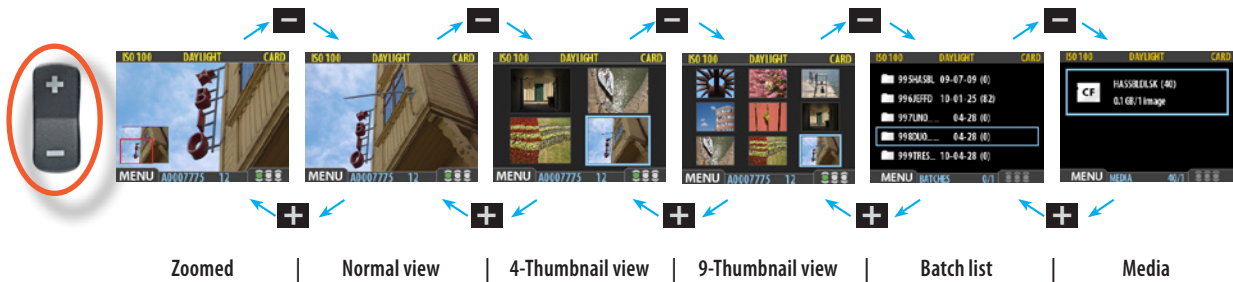 − − − − −
ISO 100 DAYLIGHT CARD
MENU A0007775 12
ISO 100 DAYLIGHT CARD
MENU A0007775 12
ISO 100 DAYLIGHT CARD
MENU A0007775 12
ISO 100 DAYLIGHT CARD
MENU A0007775 12
ISO 100 DAYLIGHT CARD
995HASBL 09-07-09 (0)
996JEFFD 10-01-25 (82)
997UNO__ 04-28 (0)
998DUO__ 04-28 (0)
999TRES_ 10-04-28 (0)
MENU BATCHES 0/1
ISO 100 DAYLIGHT CARD
CF HASSBLDLSK (40)
0.1 GB/1 image
MENU MEDIA 40/1
+
−
+ + + + +
Zoomed | Normal view | 4-Thumbnail view | 9-Thumbnail view | Batch list | Media